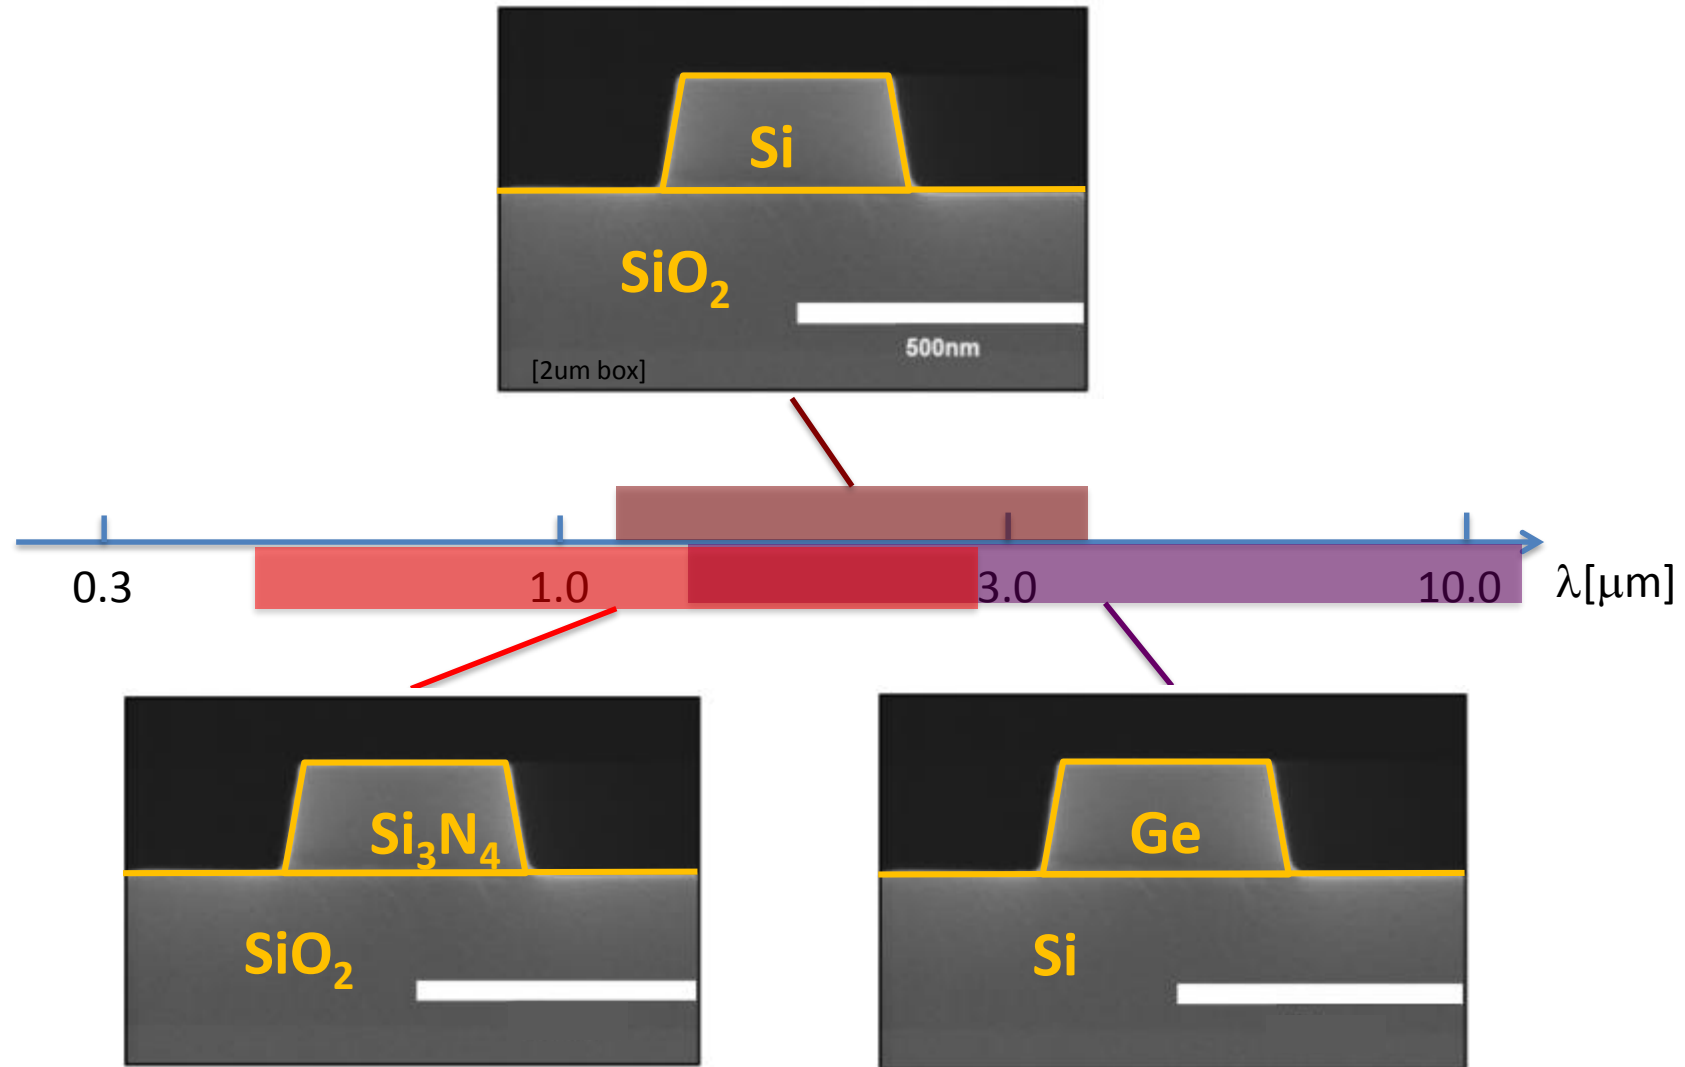 Si
SiO₂
500nm
[2um box]
0.3 1.0 3.0 10.0 λ[μm]
Si₃N₄
SiO₂
Ge
Si